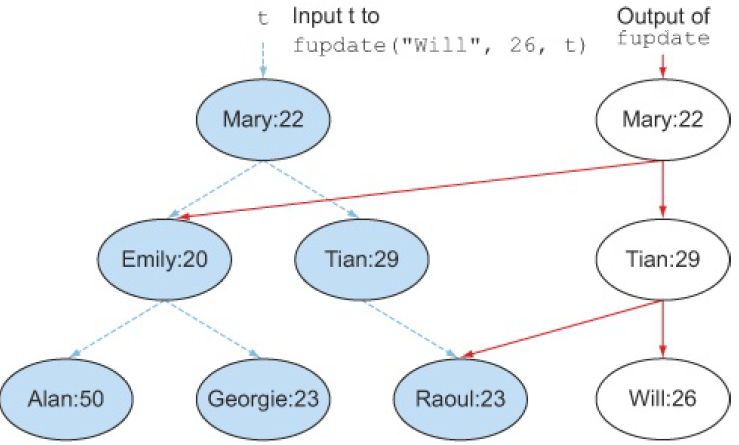 t
Input t to
fupdate("Will", 26, t)
Output of
fupdate
Mary:22
Mary:22
Emily:20
Tian:29
Tian:29
Alan:50
Georgie:23
Raoul:23
Will:26